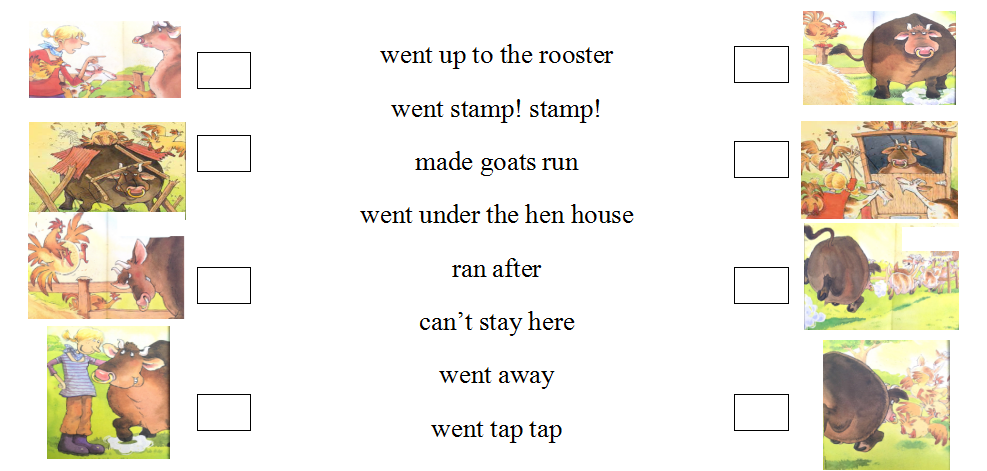 went up to the rooster
went stamp! stamp!
made goats run
went under the hen house
ran after
can’t stay here
went away
went tap tap